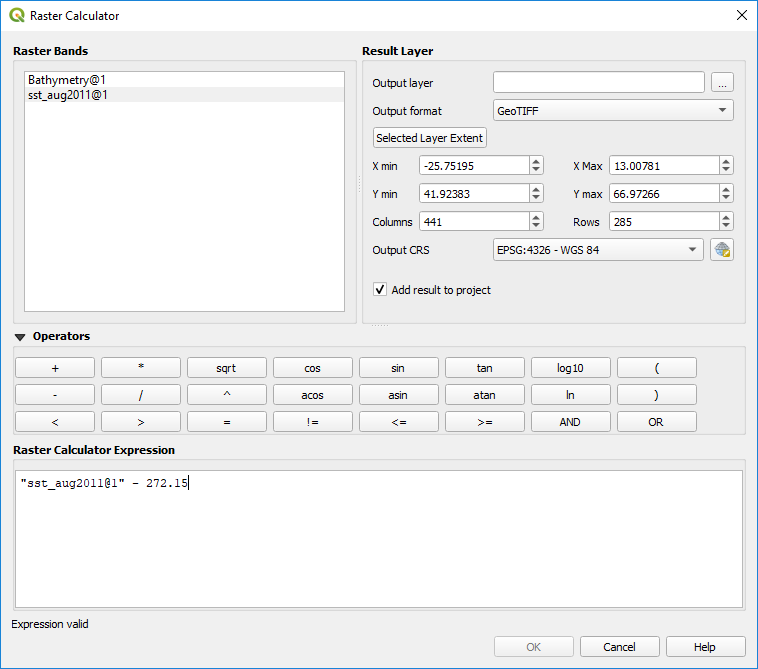 Raster Calculator
Raster Bands
Bathymetry@1
sst_aug2011@1
Result Layer
Output layer ...
Output format GeoTIFF
Selected Layer Extent
X min -25.75195 X Max 13.00781
Y min 41.92383 Y max 66.97266
Columns 441 Rows 285
Output CRS EPSG:4326 - WGS 84
Add result to project
Operators
+ * sqrt cos sin tan log10 (
- / ^ acos asin atan ln )
< > = != <= >= AND OR
Raster Calculator Expression
"sst_aug2011@1" - 272.15
Expression valid
OK Cancel Help